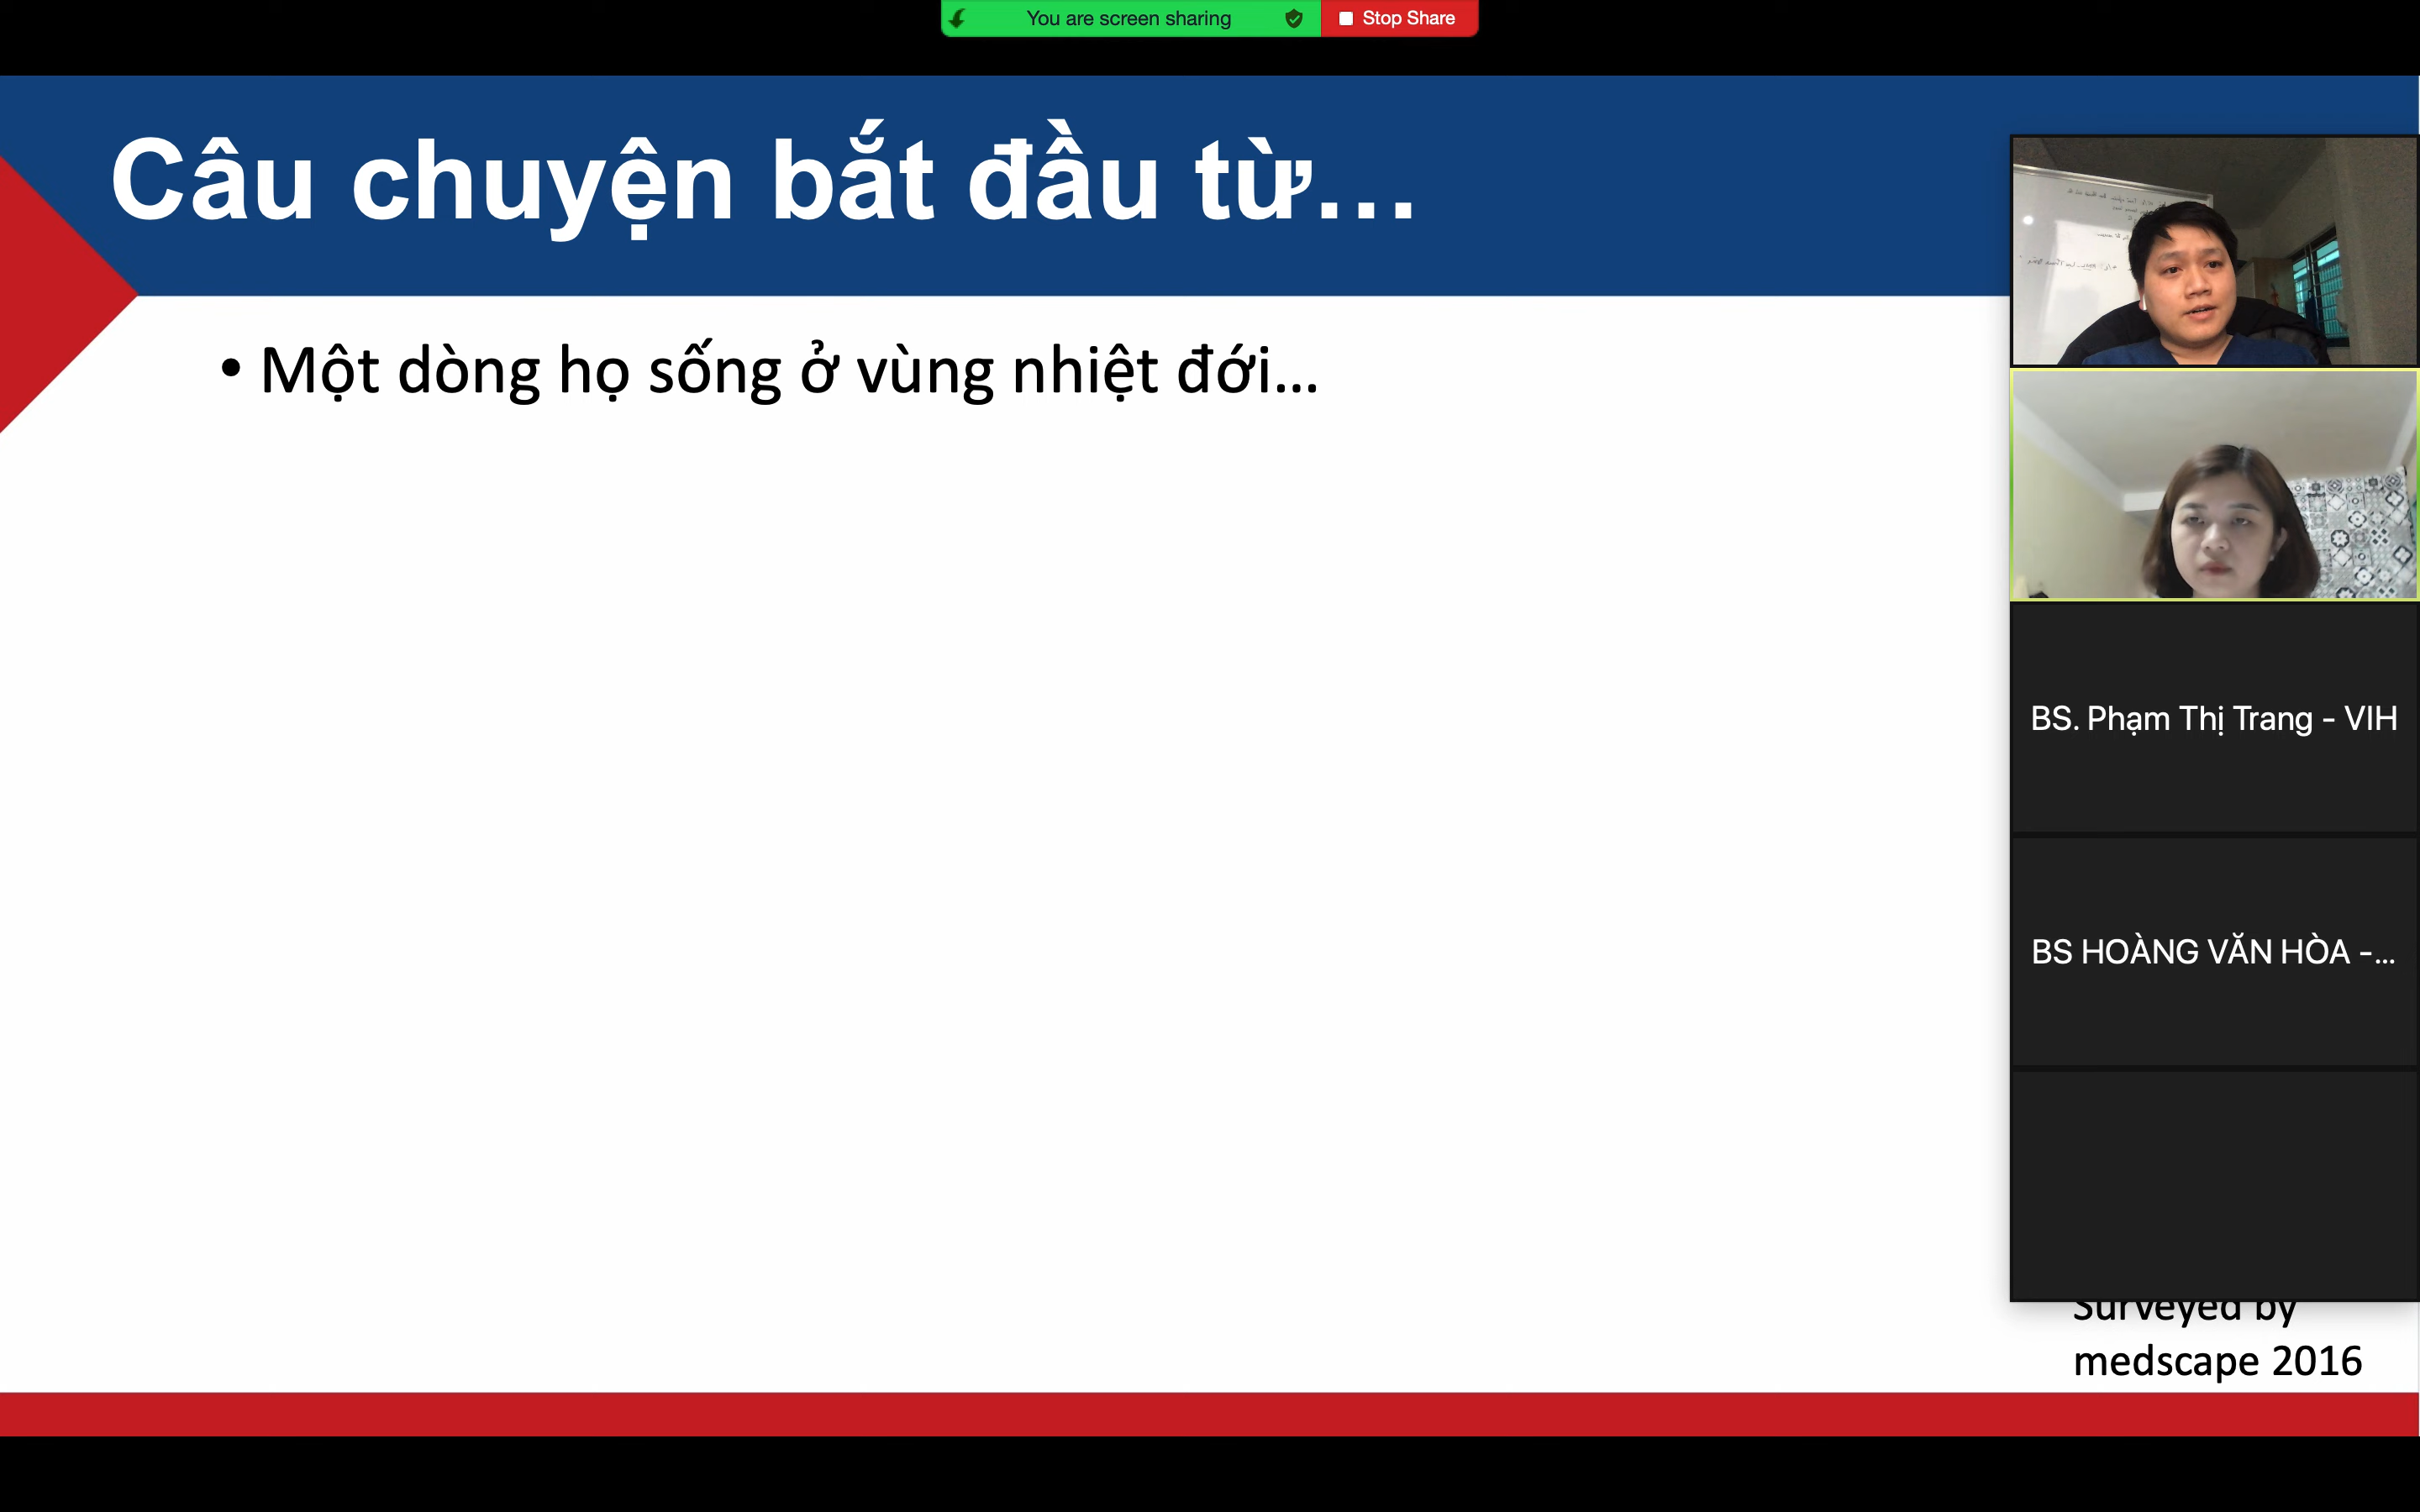 You are screen sharing
Stop Share
Câu chuyện bắt đầu từ...
• Một dòng họ sống ở vùng nhiệt đới...
BS. Phạm Thị Trang - VIH
BS HOÀNG VĂN HÒA -...
Surveyed by
medscape 2016